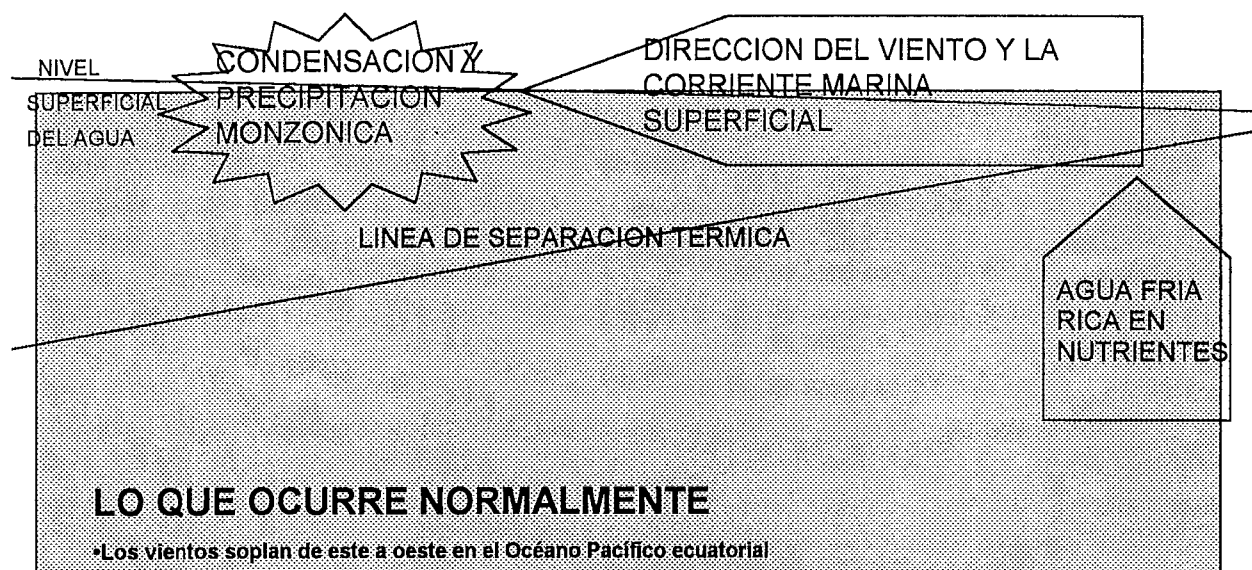 NIVEL
SUPERFICIAL
DEL AGUA
CONDENSACION Y
PRECIPITACION
MONZONICA
DIRECCION DEL VIENTO Y LA
CORRIENTE MARINA
SUPERFICIAL
LINEA DE SEPARACION TERMICA
AGUA FRIA
RICA EN
NUTRIENTES
LO QUE OCURRE NORMALMENTE
•Los vientos soplan de este a oeste en el Océano Pacífico ecuatorial